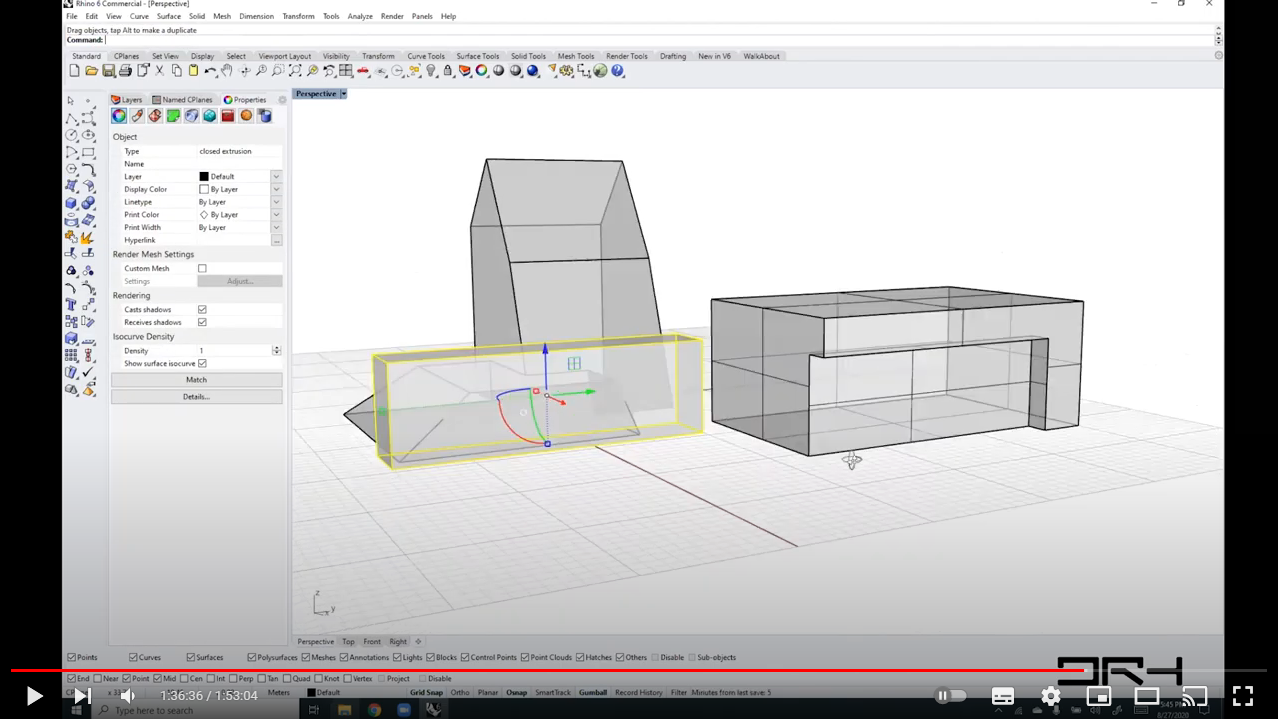 Rhino 6 Commercial - [Perspective]
File Edit View Curve Surface Solid Mesh Dimension Transform Tools Analyze Render Panels Help
Drag objects, tap Alt to make a duplicate
Command:
Standard CPlanes Set View Display Select Viewport Layout Visibility Transform Curve Tools Surface Tools Solid Tools Mesh Tools Render Tools Drafting New in V6 WalkAbout
Layers Named CPlanes Properties
Perspective
Object
Type closed extrusion
Name
Layer Default
Display Color By Layer
Linetype By Layer
Print Color By Layer
Print Width By Layer
Hyperlink ...
Render Mesh Settings
Custom Mesh
Settings Adjust...
Rendering
Casts shadows
Receives shadows
Isocurve Density
Density 1
Show surface isocurve
Match
Details...
z
x y
Perspective Top Front Right
Points Curves Surfaces Polysurfaces Meshes Annotations Lights Blocks Control Points Point Clouds Hatches Others Disable Sub-objects
End Near Point Mid Cen Int Perp Tan Quad Knot Vertex Project Disable
1:36:36 / 1:53:04
Meters Default Grid Snap Ortho Planar Osnap SmartTrack Gumball Record History Filter Minutes from last save: 5
Type here to search
5:45 PM
8/27/2020